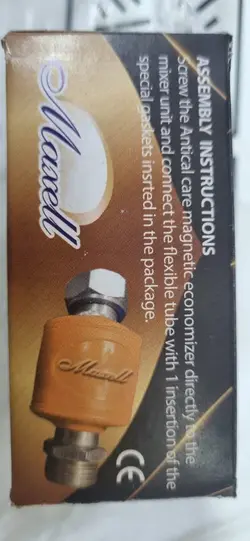 ASSEMBLY INSTRUCTIONS
Screw the Antical care magnetic economizer directly to the
mixer unit and connect the flexible tube with 1 insertion of the
special gaskets insrted in the package.
Maxell
Maxell
CE